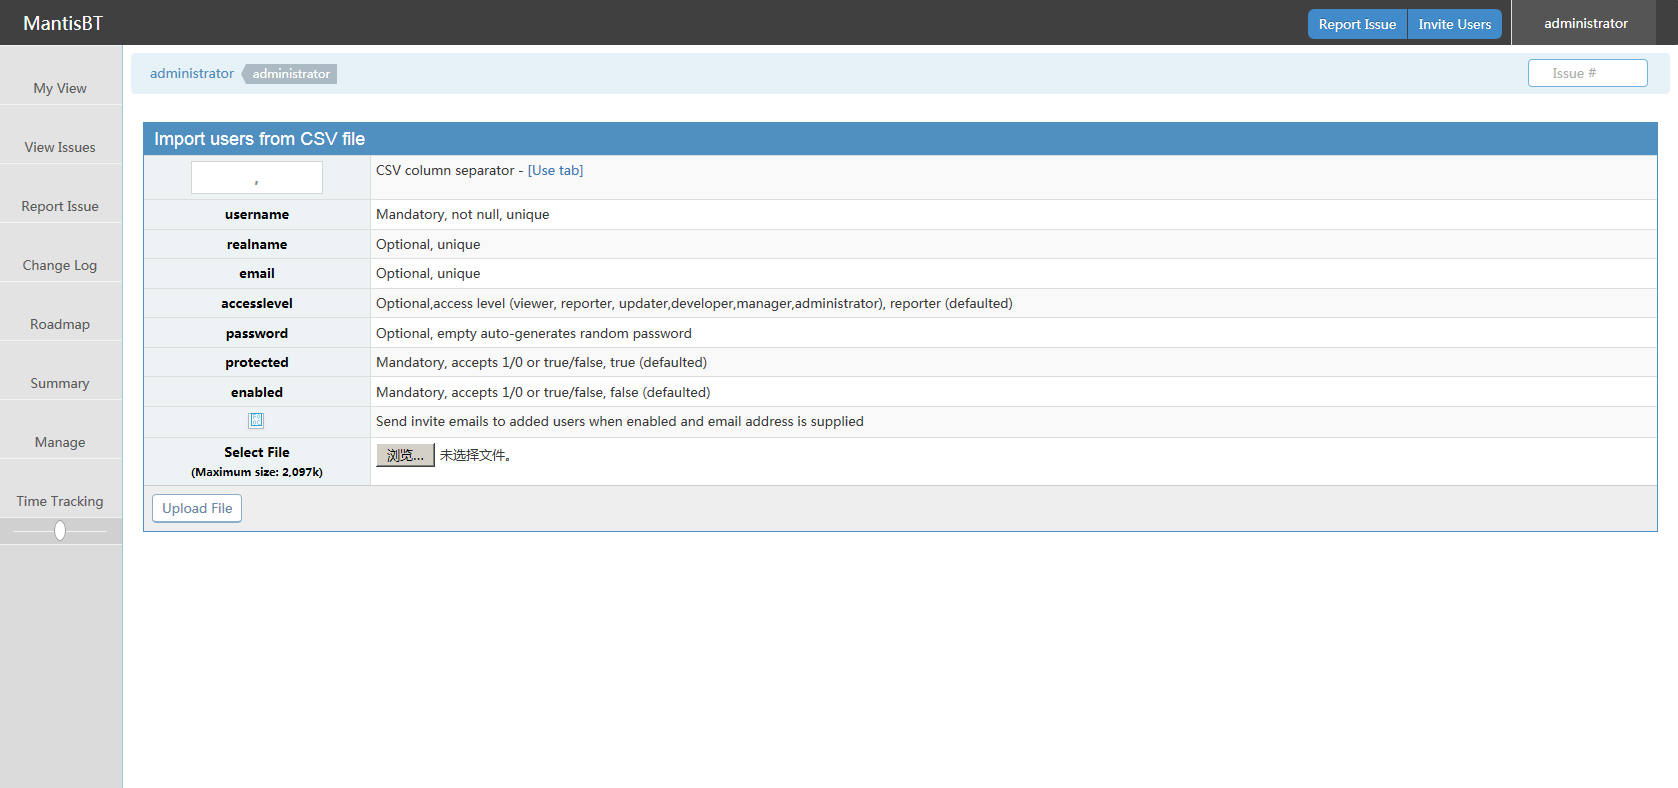 MantisBT
Report Issue
Invite Users
administrator
administrator
administrator
Issue #
My View
View Issues
Report Issue
Change Log
Roadmap
Summary
Manage
Time Tracking
Import users from CSV file
,
CSV column separator - [Use tab]
username
Mandatory, not null, unique
realname
Optional, unique
email
Optional, unique
accesslevel
Optional,access level (viewer, reporter, updater,developer,manager,administrator), reporter (defaulted)
password
Optional, empty auto-generates random password
protected
Mandatory, accepts 1/0 or true/false, true (defaulted)
enabled
Mandatory, accepts 1/0 or true/false, false (defaulted)
Send invite emails to added users when enabled and email address is supplied
Select File
(Maximum size: 2,097k)
浏览...
未选择文件。
Upload File